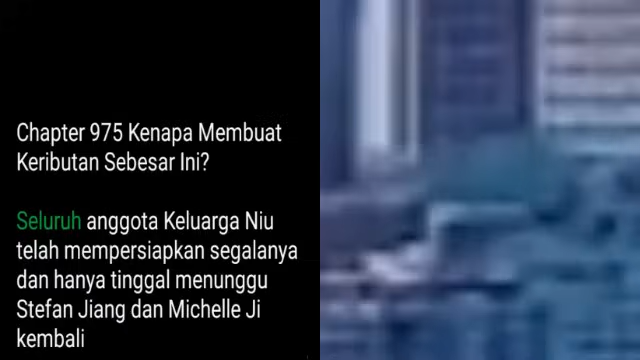 Chapter 975 Kenapa Membuat
Keributan Sebesar Ini?
Seluruh anggota Keluarga Niu
telah mempersiapkan segalanya
dan hanya tinggal menunggu
Stefan Jiang dan Michelle Ji
kembali